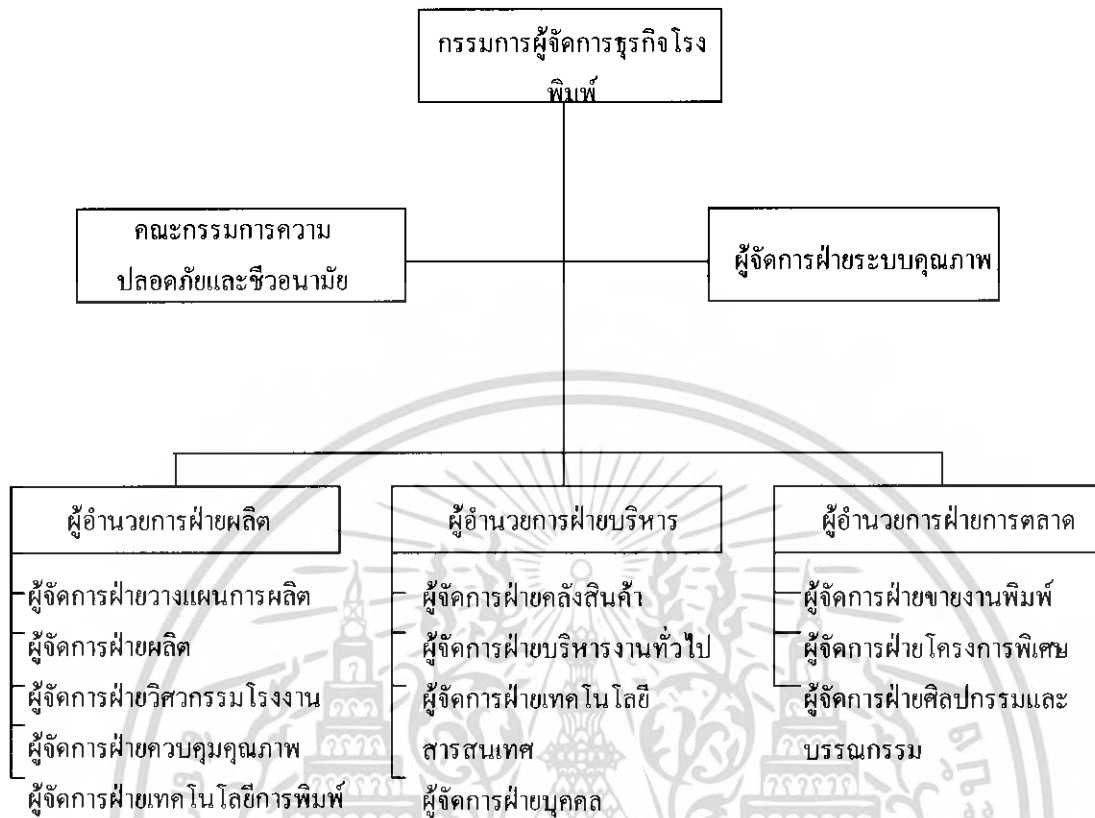 กรรมการผู้จัดการธุรกิจโรง
พิมพ์
คณะกรรมการความ
ปลอดภัยและชีวอนามัย
ผู้จัดการฝ่ายระบบคุณภาพ
ผู้อำนวยการฝ่ายผลิต
ผู้จัดการฝ่ายวางแผนการผลิต
ผู้จัดการฝ่ายผลิต
ผู้จัดการฝ่ายวิศวกรรมโรงงาน
ผู้จัดการฝ่ายควบคุมคุณภาพ
ผู้จัดการฝ่ายเทคโนโลยีการพิมพ์
ผู้อำนวยการฝ่ายบริหาร
ผู้จัดการฝ่ายคลังสินค้า
ผู้จัดการฝ่ายบริหารงานทั่วไป
ผู้จัดการฝ่ายเทคโนโลยี
สารสนเทศ
ผู้จัดการฝ่ายบุคคล
ผู้อำนวยการฝ่ายการตลาด
ผู้จัดการฝ่ายขายงานพิมพ์
ผู้จัดการฝ่ายโครงการพิเศษ
ผู้จัดการฝ่ายศิลปกรรมและ
บรรณกรรม